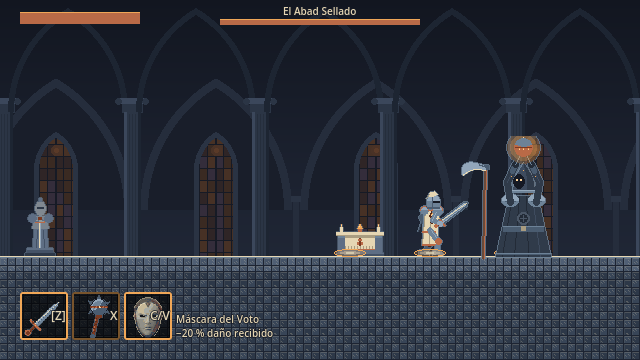 El Abad Sellado
[Z]
X
C/V
Máscara del Voto
−20 % daño recibido